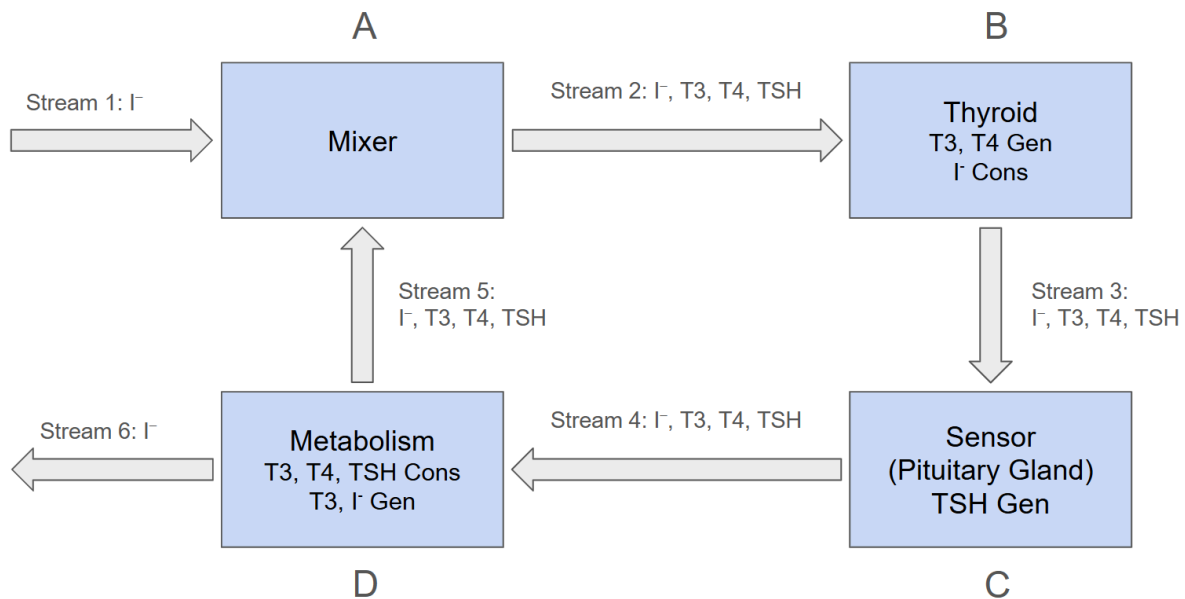 A
B
Stream 1: I⁻
Mixer
Stream 2: I⁻, T3, T4, TSH
Thyroid
T3, T4 Gen
I⁻ Cons
Stream 5:
I⁻, T3, T4, TSH
Stream 3:
I⁻, T3, T4, TSH
Stream 6: I⁻
Metabolism
T3, T4, TSH Cons
T3, I⁻ Gen
Stream 4: I⁻, T3, T4, TSH
Sensor
(Pituitary Gland)
TSH Gen
D
C